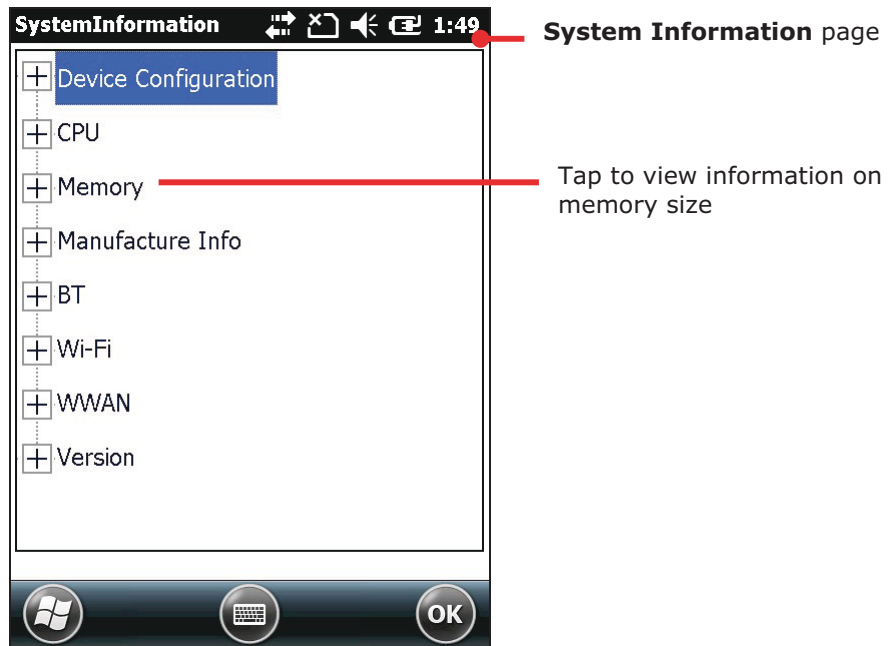 SystemInformation 1:49
System Information page
Device Configuration
CPU
Memory
Tap to view information on
memory size
Manufacture Info
BT
Wi-Fi
WWAN
Version
OK